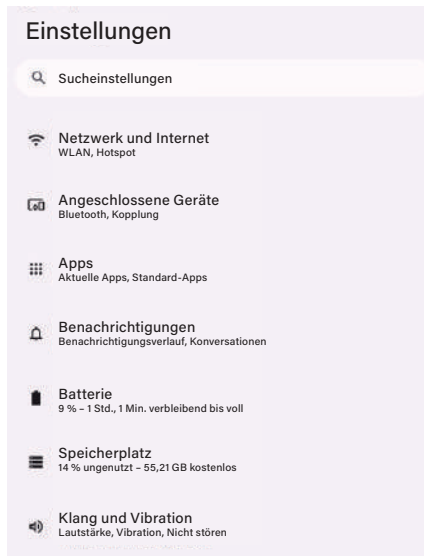 Einstellungen
Sucheinstellungen
Netzwerk und Internet
WLAN, Hotspot
Angeschlossene Geräte
Bluetooth, Kopplung
Apps
Aktuelle Apps, Standard-Apps
Benachrichtigungen
Benachrichtigungsverlauf, Konversationen
Batterie
9 % – 1 Std., 1 Min. verbleibend bis voll
Speicherplatz
14 % ungenutzt – 55,21 GB kostenlos
Klang und Vibration
Lautstärke, Vibration, Nicht stören